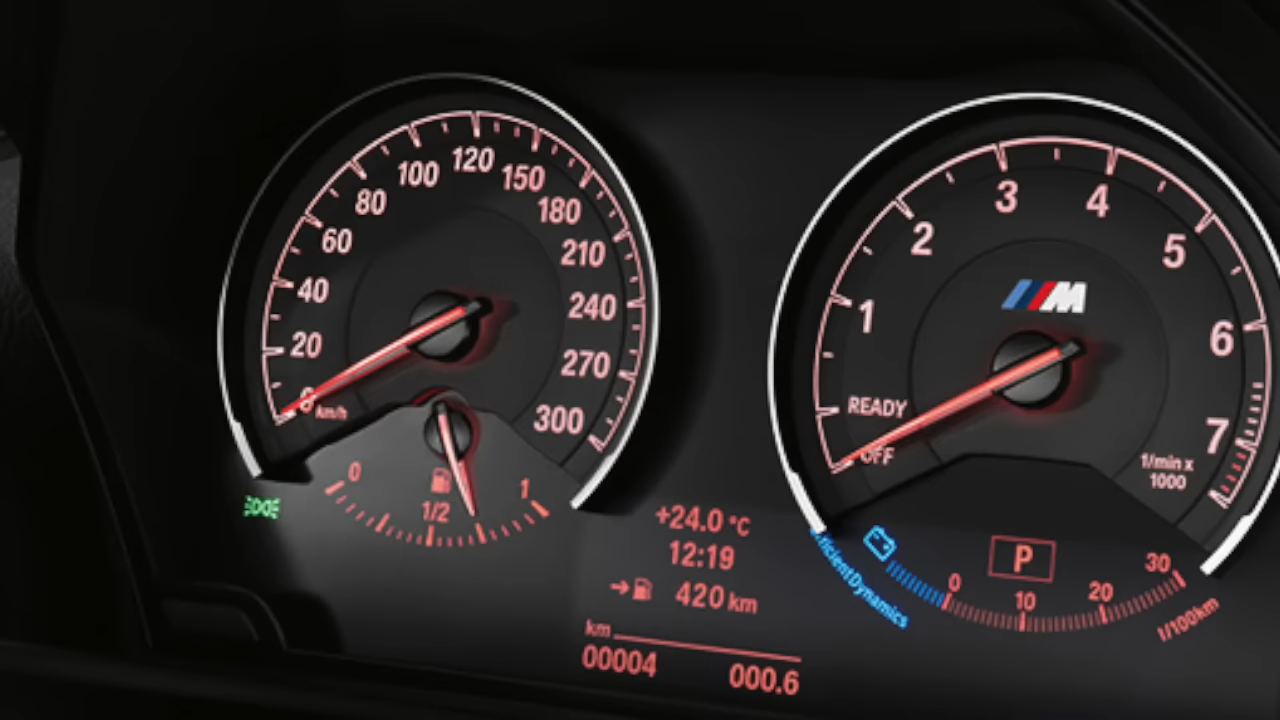 0
20
40
60
80
100
120
150
180
210
240
270
300
km/h
0
1/2
1
+24.0 °C
12:19
420 km
km
00004
000.6
OFF
READY
1
2
3
4
5
6
7
M
1/min x
1000
EfficientDynamics
P
0
10
20
30
l/100km